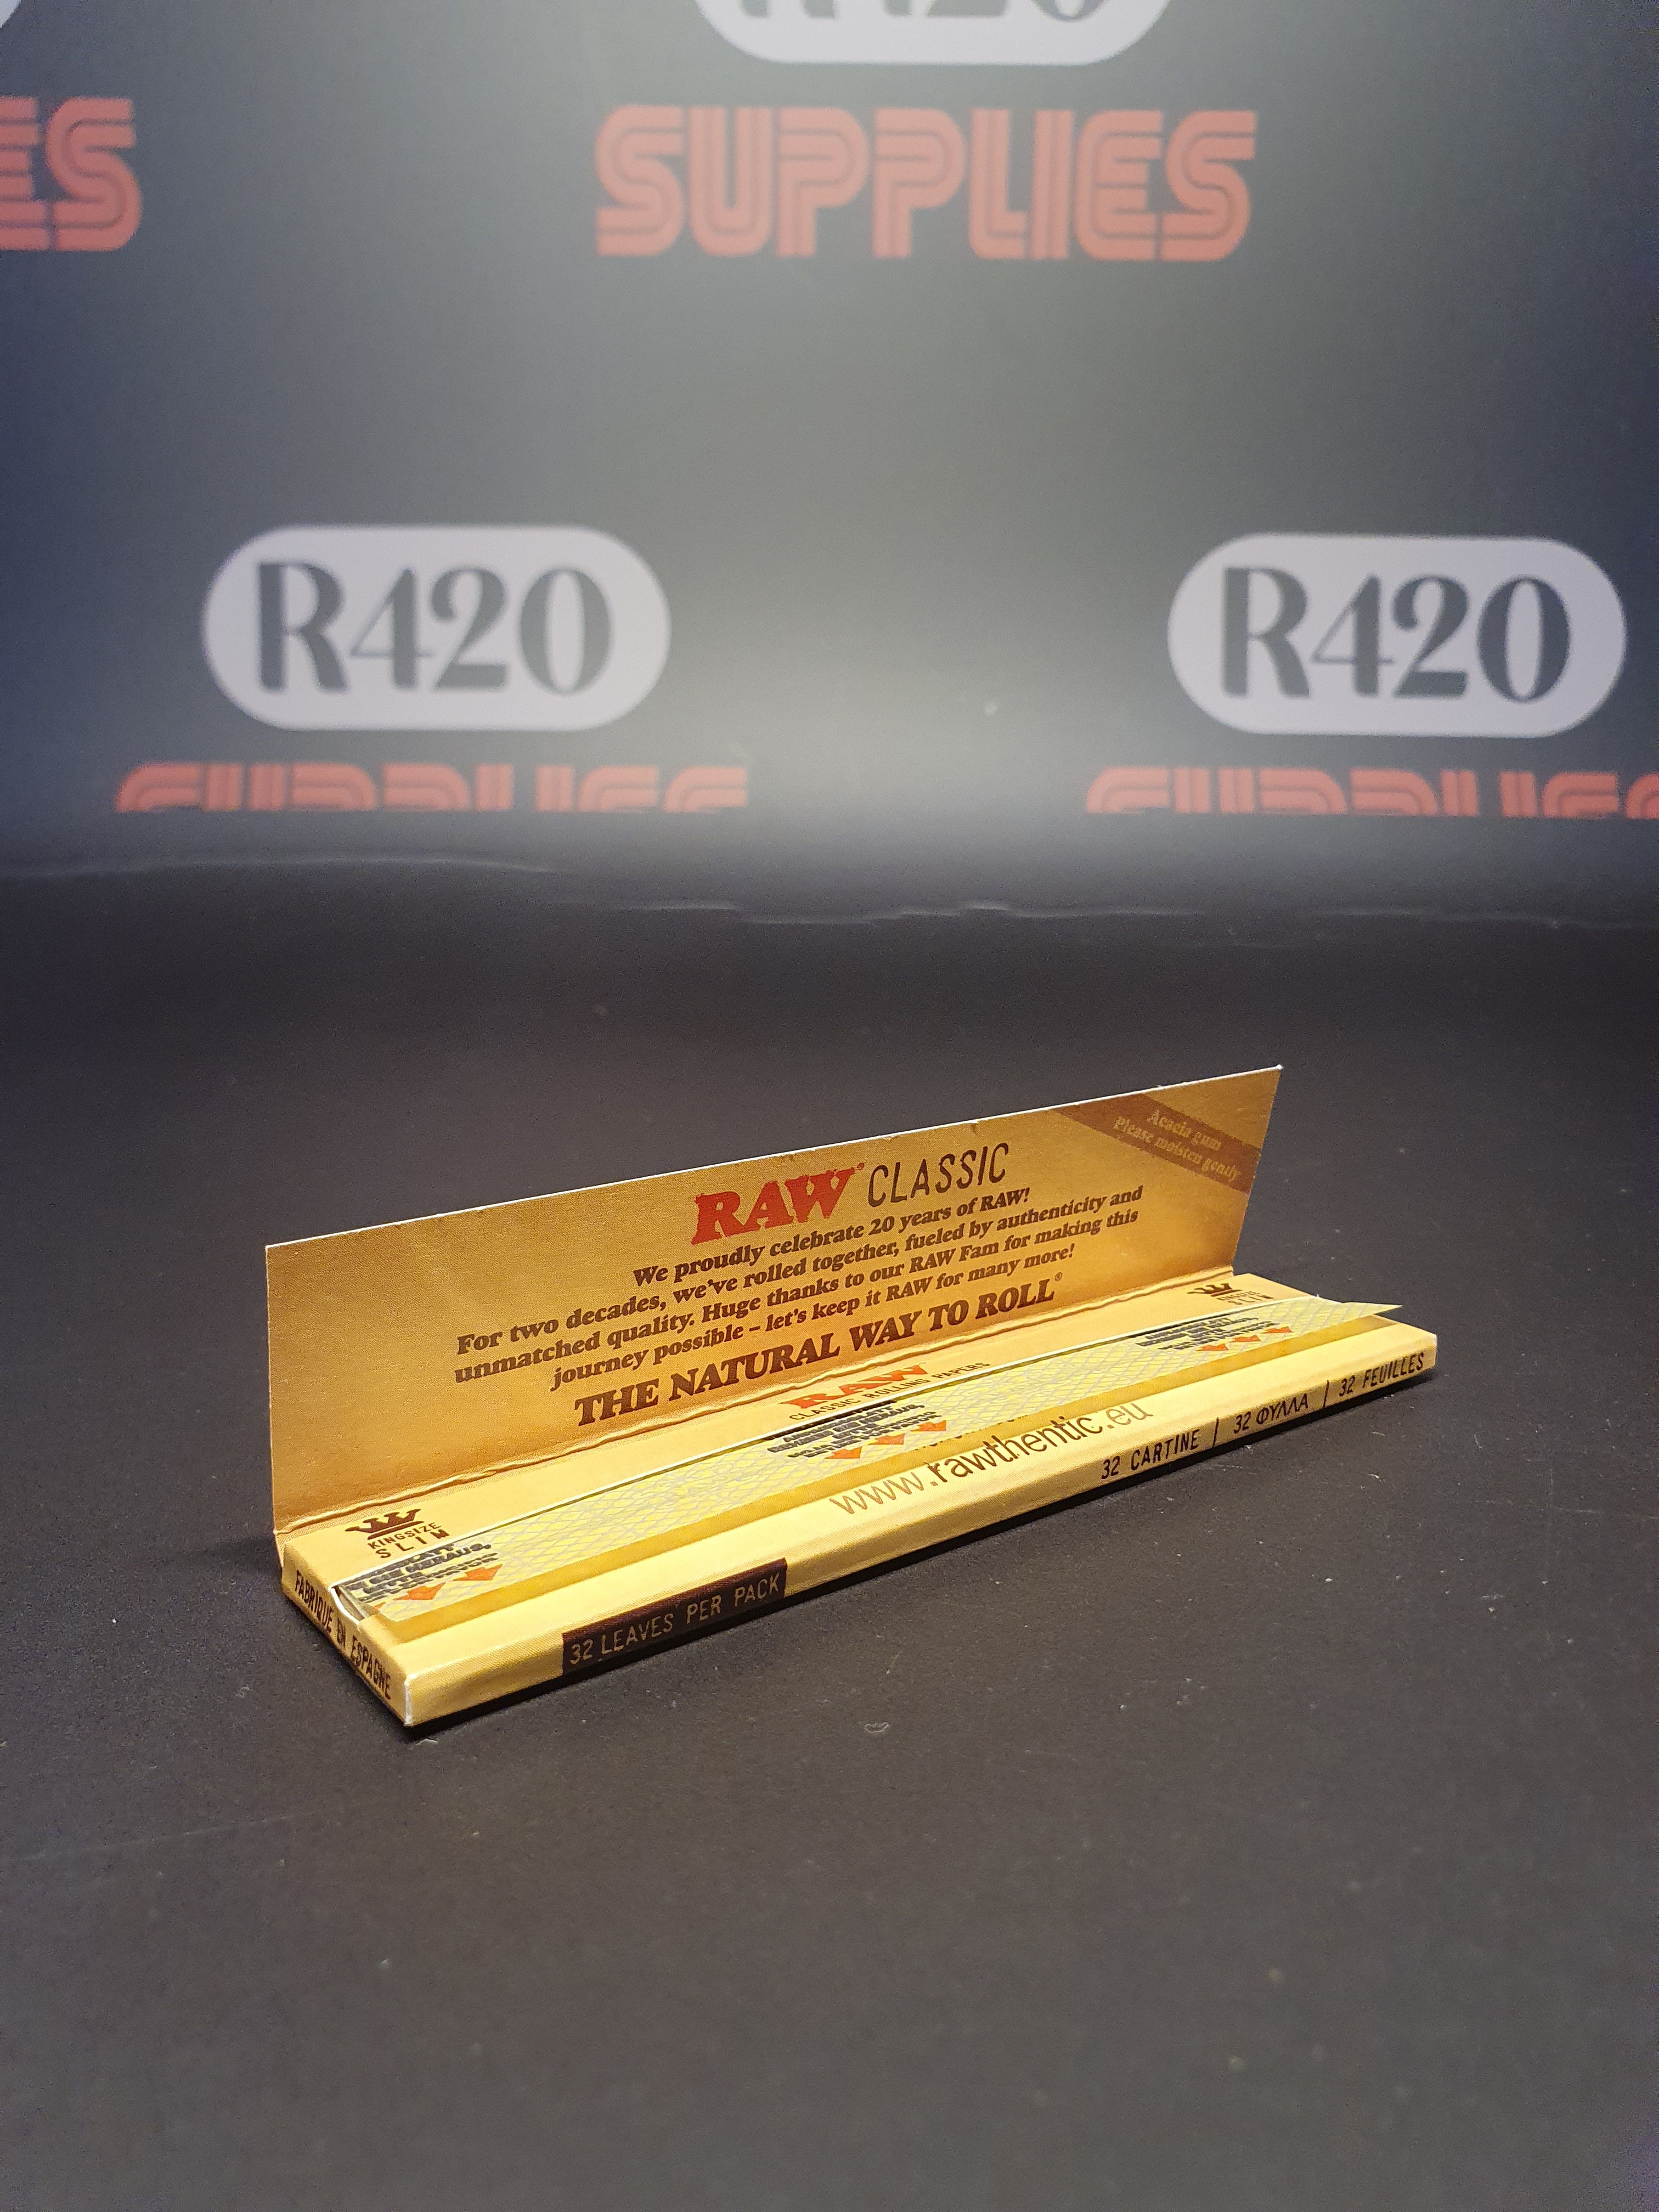 SUPPLIES
R420
R420
SUPPLIES
SUPPLIES
Acacia gum
Please moisten gently
RAW® CLASSIC
We proudly celebrate 20 years of RAW!
For two decades, we've rolled together, fueled by authenticity and
unmatched quality. Huge thanks to our RAW Fam for making this
journey possible – let's keep it RAW for many more!
THE NATURAL WAY TO ROLL®
RAW
CLASSIC ROLLING PAPERS
KINGSIZE
SLIM
www.rawthentic.eu
FABRIQUE EN ESPAGNE
32 LEAVES PER PACK
32 CARTINE | 32 ΦΥΛΛΑ | 32 FEUILLES